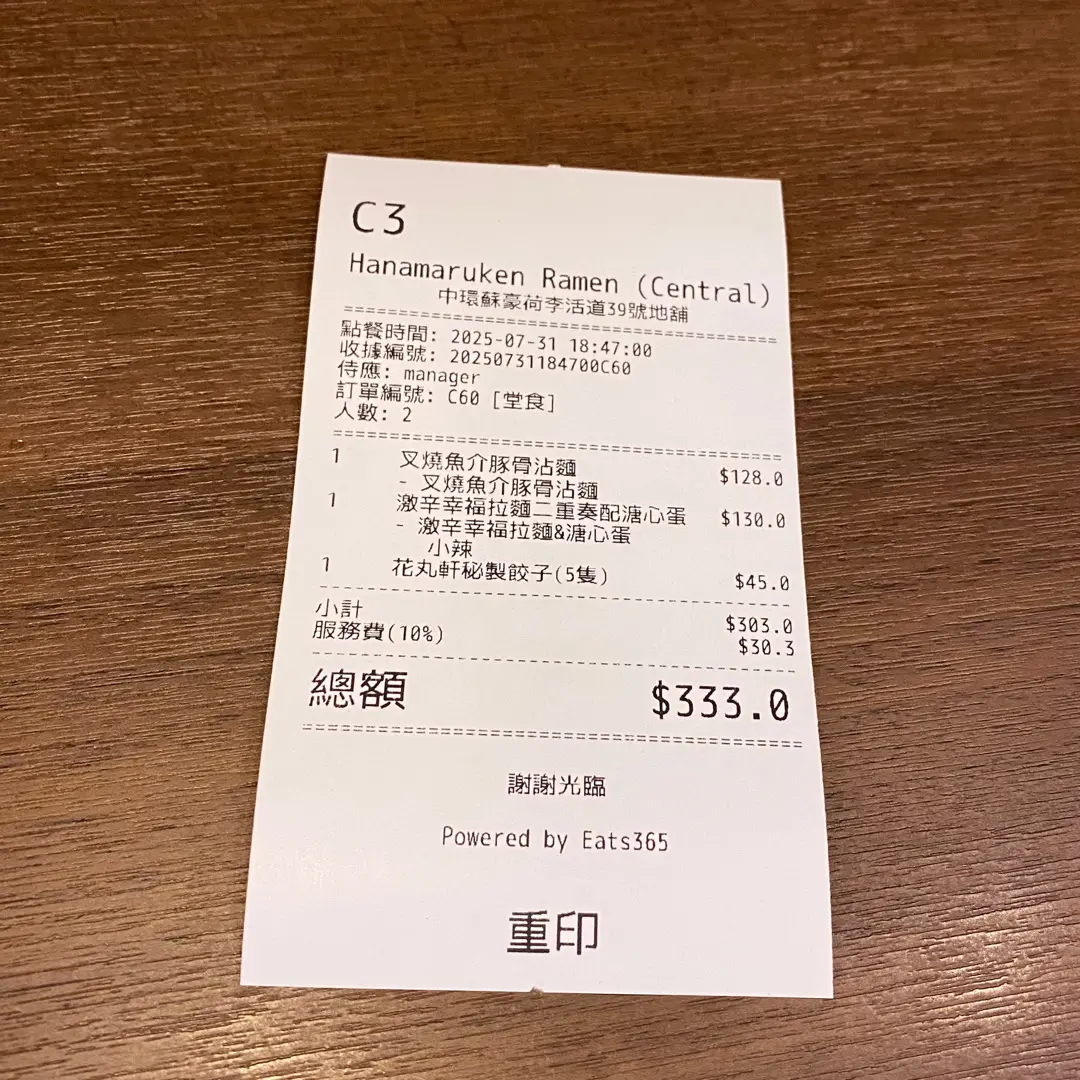 C3
Hanamaruken Ramen (Central)
中環蘇豪荷李活道39號地舖
點餐時間: 2025-07-31 18:47:00
收據編號: 20250731184700C60
侍應: manager
訂單編號: C60 [堂食]
人數: 2
1 叉燒魚介豚骨沾麵 $128.0
- 叉燒魚介豚骨沾麵
1 激辛幸福拉麵二重奏配溏心蛋 $130.0
- 激辛幸福拉麵&溏心蛋
小辣
1 花丸軒秘製餃子(5隻) $45.0
小計 $303.0
服務費(10%) $30.3
總額 $333.0
謝謝光臨
Powered by Eats365
重印